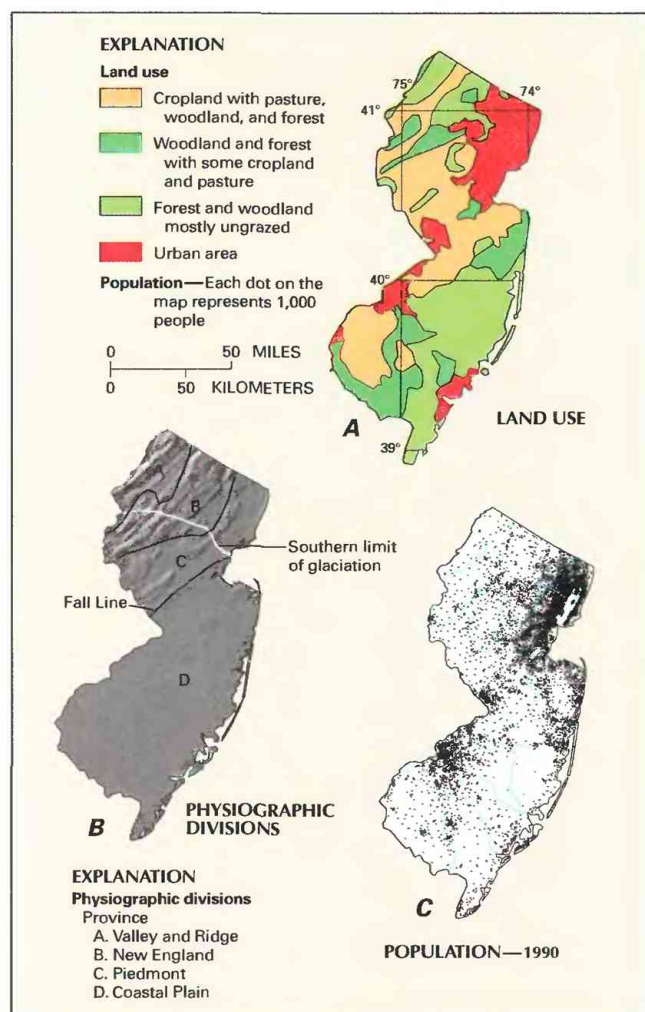 EXPLANATION
Land use
Cropland with pasture,
woodland, and forest
Woodland and forest
with some cropland
and pasture
Forest and woodland
mostly ungrazed
Urban area
Population—Each dot on the
map represents 1,000
people
0 50 MILES
0 50 KILOMETERS
75° 74°
41°
40°
39°
A
LAND USE
A
B
C
D
Southern limit
of glaciation
Fall Line
B
PHYSIOGRAPHIC
DIVISIONS
EXPLANATION
Physiographic divisions
Province
A. Valley and Ridge
B. New England
C. Piedmont
D. Coastal Plain
C
POPULATION—1990